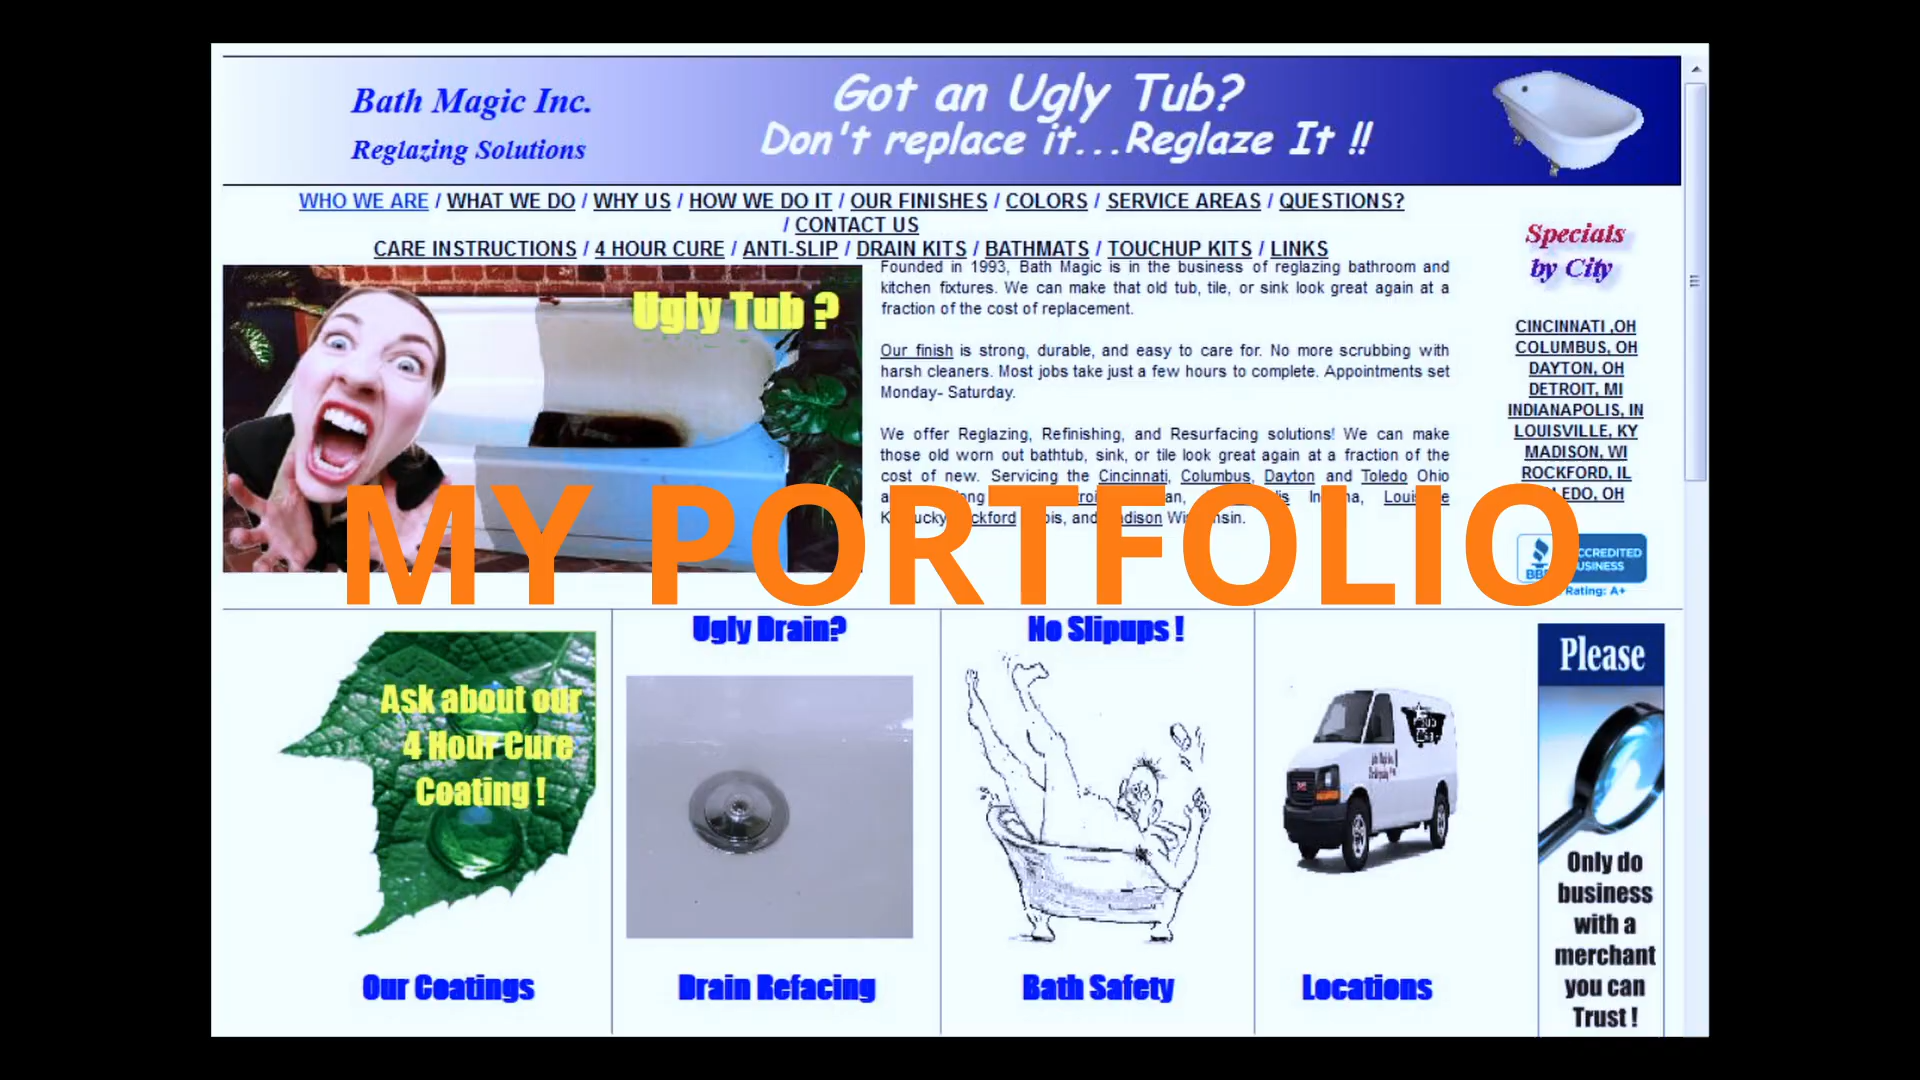 Bath Magic Inc.
Reglazing Solutions
Got an Ugly Tub?
Don't replace it...Reglaze It !!
WHO WE ARE / WHAT WE DO / WHY US / HOW WE DO IT / OUR FINISHES / COLORS / SERVICE AREAS / QUESTIONS?
/ CONTACT US
CARE INSTRUCTIONS / 4 HOUR CURE / ANTI-SLIP / DRAIN KITS / BATHMATS / TOUCHUP KITS / LINKS
Ugly Tub ?
Founded in 1993, Bath Magic is in the business of reglazing bathroom and
kitchen fixtures. We can make that old tub, tile, or sink look great again at a
fraction of the cost of replacement.
Our finish is strong, durable, and easy to care for. No more scrubbing with
harsh cleaners. Most jobs take just a few hours to complete. Appointments set
Monday- Saturday.
We offer Reglazing, Refinishing, and Resurfacing solutions! We can make
those old worn out bathtub, sink, or tile look great again at a fraction of the
cost of new. Servicing the Cincinnati, Columbus, Dayton and Toledo Ohio
and
Specials
by City
CINCINNATI ,OH
COLUMBUS, OH
DAYTON, OH
DETROIT, MI
INDIANAPOLIS, IN
LOUISVILLE, KY
MADISON, WI
ROCKFORD, IL
TOLEDO, OH
MY PORTFOLIO
ACCREDITED
BUSINESS
BBB
Rating: A+
Ask about our
4 Hour Cure
Coating !
Our Coatings
Ugly Drain?
Drain Refacing
No Slipups !
Bath Safety
Locations
Please
Only do
business
with a
merchant
you can
Trust !